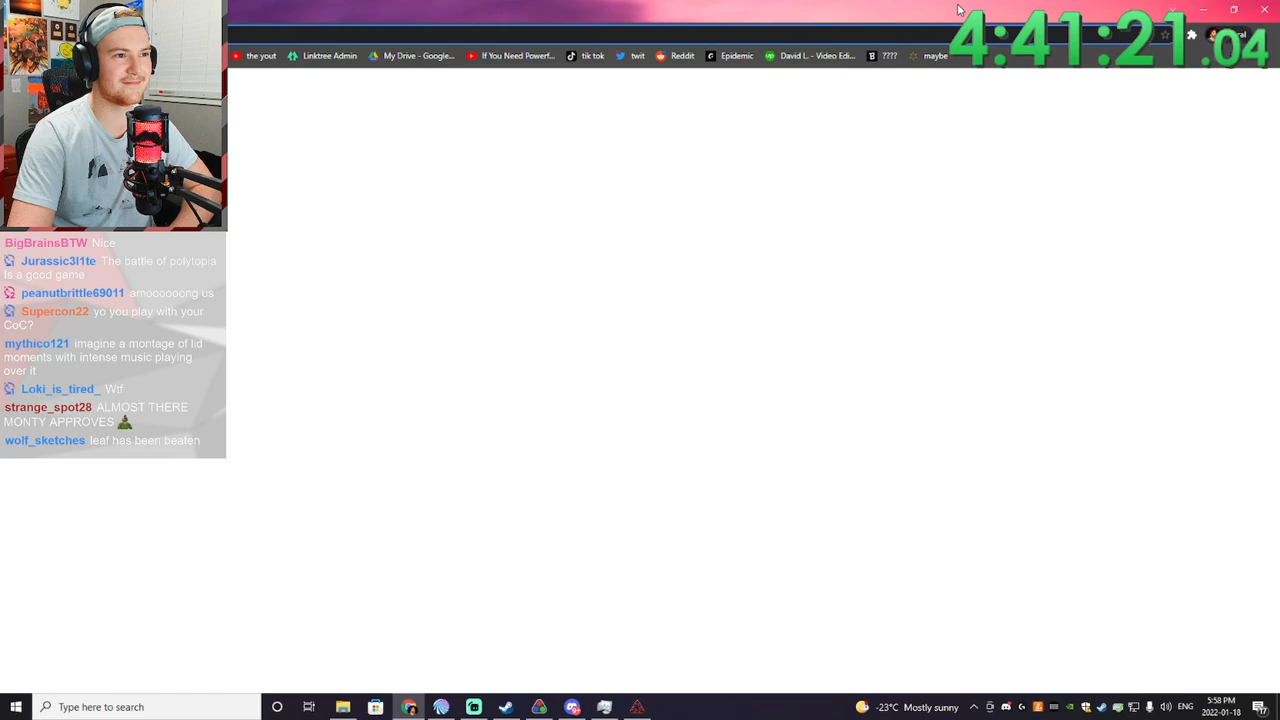 4:41:21.04
the yout Linktree Admin My Drive - Google... If You Need Powerf... tik tok twit Reddit Epidemic David L. - Video Edi... ???? maybe
BigBrainsBTW Nice
Jurassic3l1te The battle of polytopia
Is a good game
peanutbrittle69011 amoooooong us
Supercon22 yo you play with your
CoC?
mythico121 imagine a montage of lid
moments with intense music playing
over it
Loki_is_tired_ Wtf
strange_spot28 ALMOST THERE
MONTY APPROVES
wolf_sketches leaf has been beaten
Type here to search
-23°C Mostly sunny
ENG
5:58 PM
2022-01-18
17